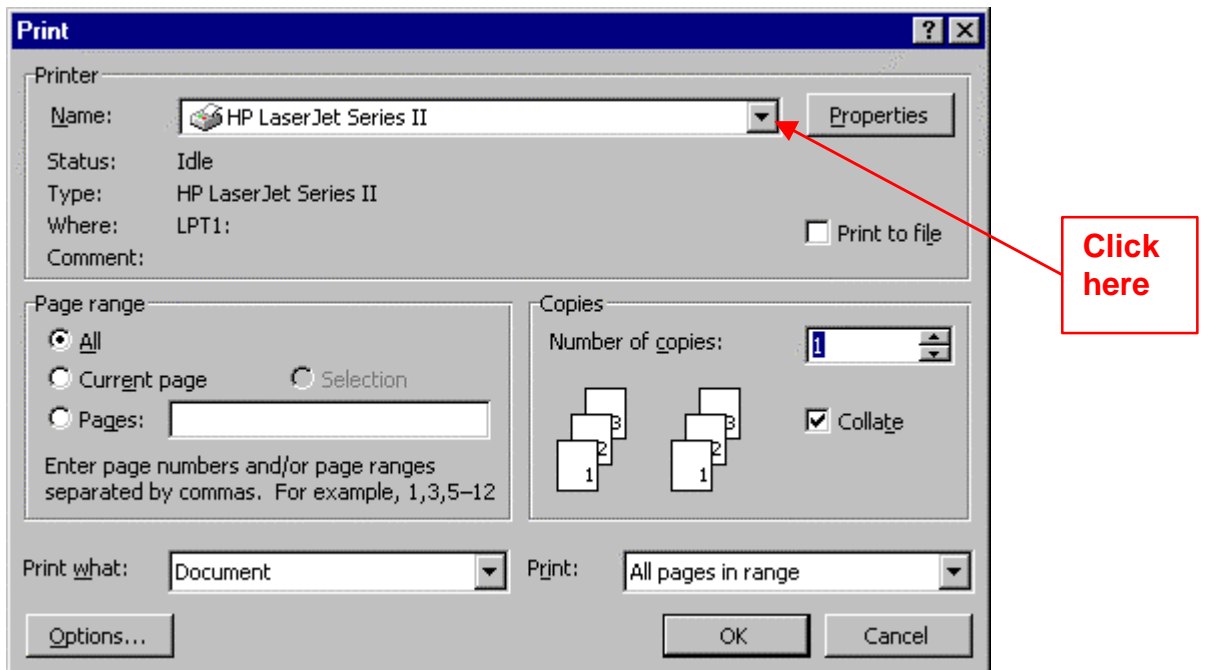 Print
Printer
Name: HP LaserJet Series II Properties
Status: Idle
Type: HP LaserJet Series II
Where: LPT1: Print to file
Comment:
Click
here
Page range
All
Current page Selection
Pages:
Enter page numbers and/or page ranges
separated by commas. For example, 1,3,5–12
Copies
Number of copies: 1
3 3
2 2
1 1
Collate
Print what: Document Print: All pages in range
Options... OK Cancel